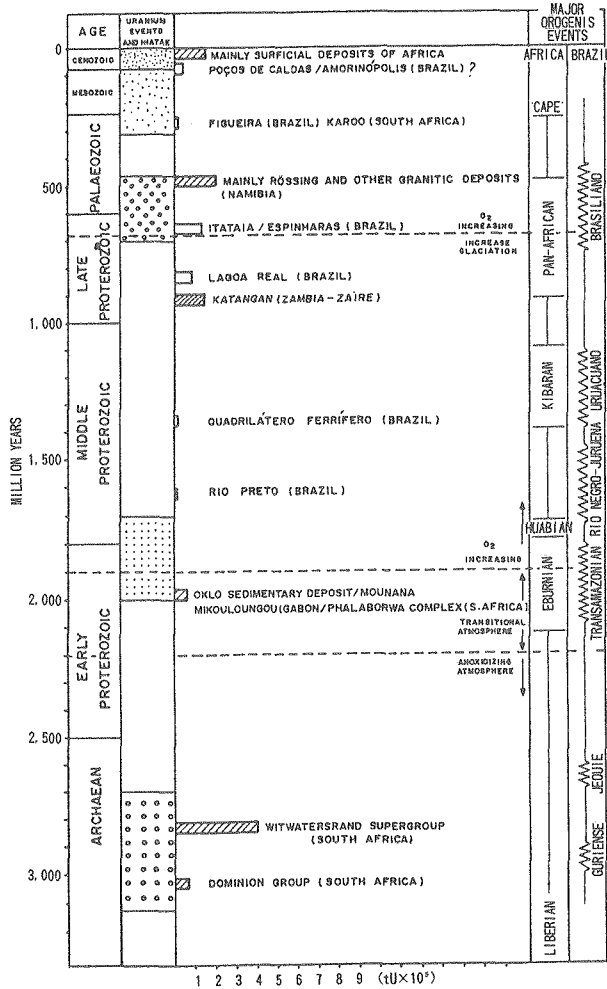 MAJOR
OROGENIS
EVENTS
AGE
URANIUM
EVENTS
AND HIATAL
AFRICA
BRAZIL
0
CENOZOIC
MAINLY SURFICIAL DEPOSITS OF AFRICA
POÇOS DE CALDAS/AMORINÓPOLIS (BRAZIL) ?
MESOZOIC
'CAPE'
FIGUEIRA (BRAZIL) KAROO (SOUTH AFRICA)
PALAEOZOIC
500
MAINLY RÖSSING AND OTHER GRANITIC DEPOSITS
(NAMIBIA)
BRASILIANO
ITATAIA/ESPINHARAS (BRAZIL)
O2
INCREASING
INCREASE
GLACIATION
PAN-AFRICAN
LATE
PROTEROZOIC
LAGOA REAL (BRAZIL)
KATANGAN (ZAMBIA-ZAÏRE)
1,000
KIBARAN
URUACUANO
QUADRILÁTERO FERRÍFERO (BRAZIL)
MIDDLE
PROTEROZOIC
MILLION YEARS
1,500
RIO PRETO (BRAZIL)
RIO NEGRO-JURUENA
HUABIAN
O2
INCREASING
EBURNIAN
TRANSAMAZONIAN
2,000
OKLO SEDIMENTARY DEPOSIT/MOUNANA
MIKOULOUNGOU(GABON/PHALABORWA COMPLEX(S.AFRICA)
TRANSITIONAL
ATMOSPHERE
EARLY
PROTEROZOIC
ANOXIDIZING
ATMOSPHERE
2,500
JEQUIE
ARCHAEAN
WITWATERSRAND SUPERGROUP
(SOUTH AFRICA)
GURIENSE
3,000
DOMINION GROUP (SOUTH AFRICA)
LIBERIAN
1 2 3 4 5 6 7 8 9 (tU×10⁵)